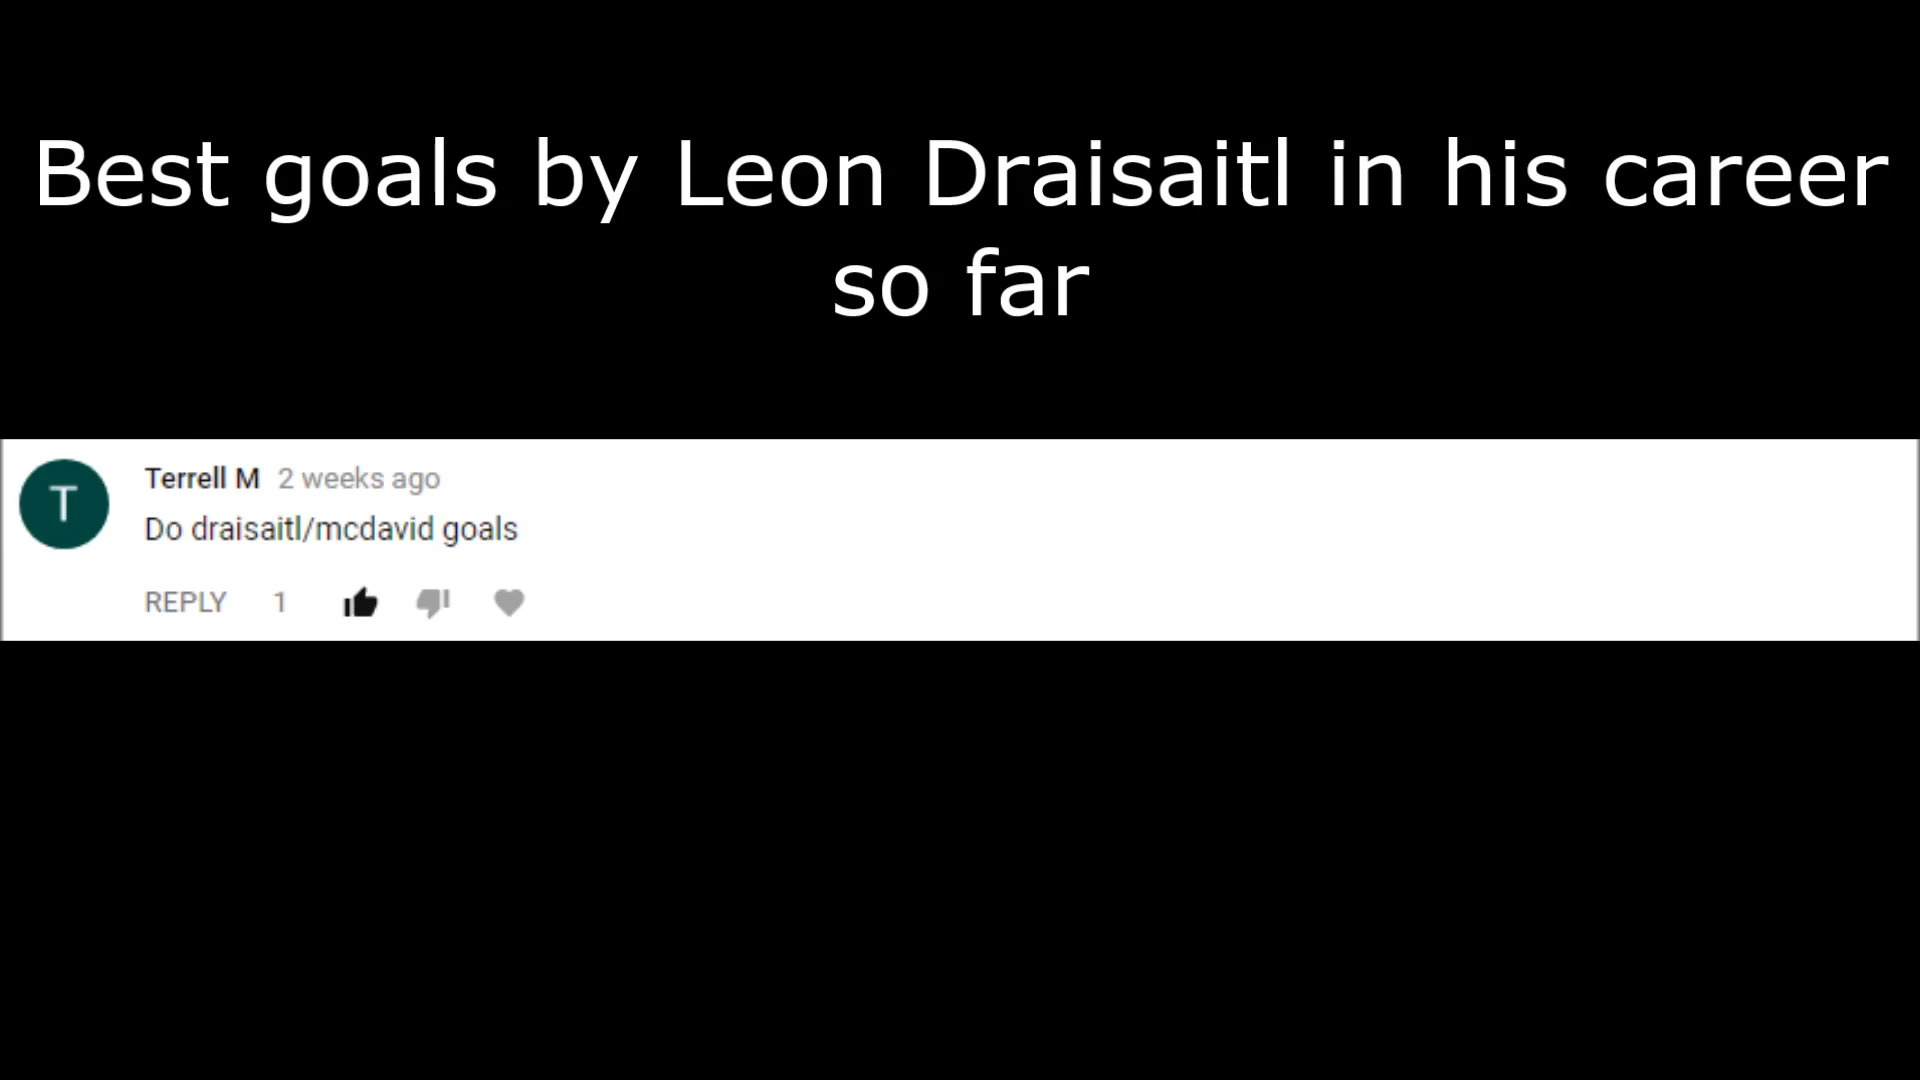 Best goals by Leon Draisaitl in his career
so far
T
Terrell M 2 weeks ago
Do draisaitl/mcdavid goals
REPLY 1